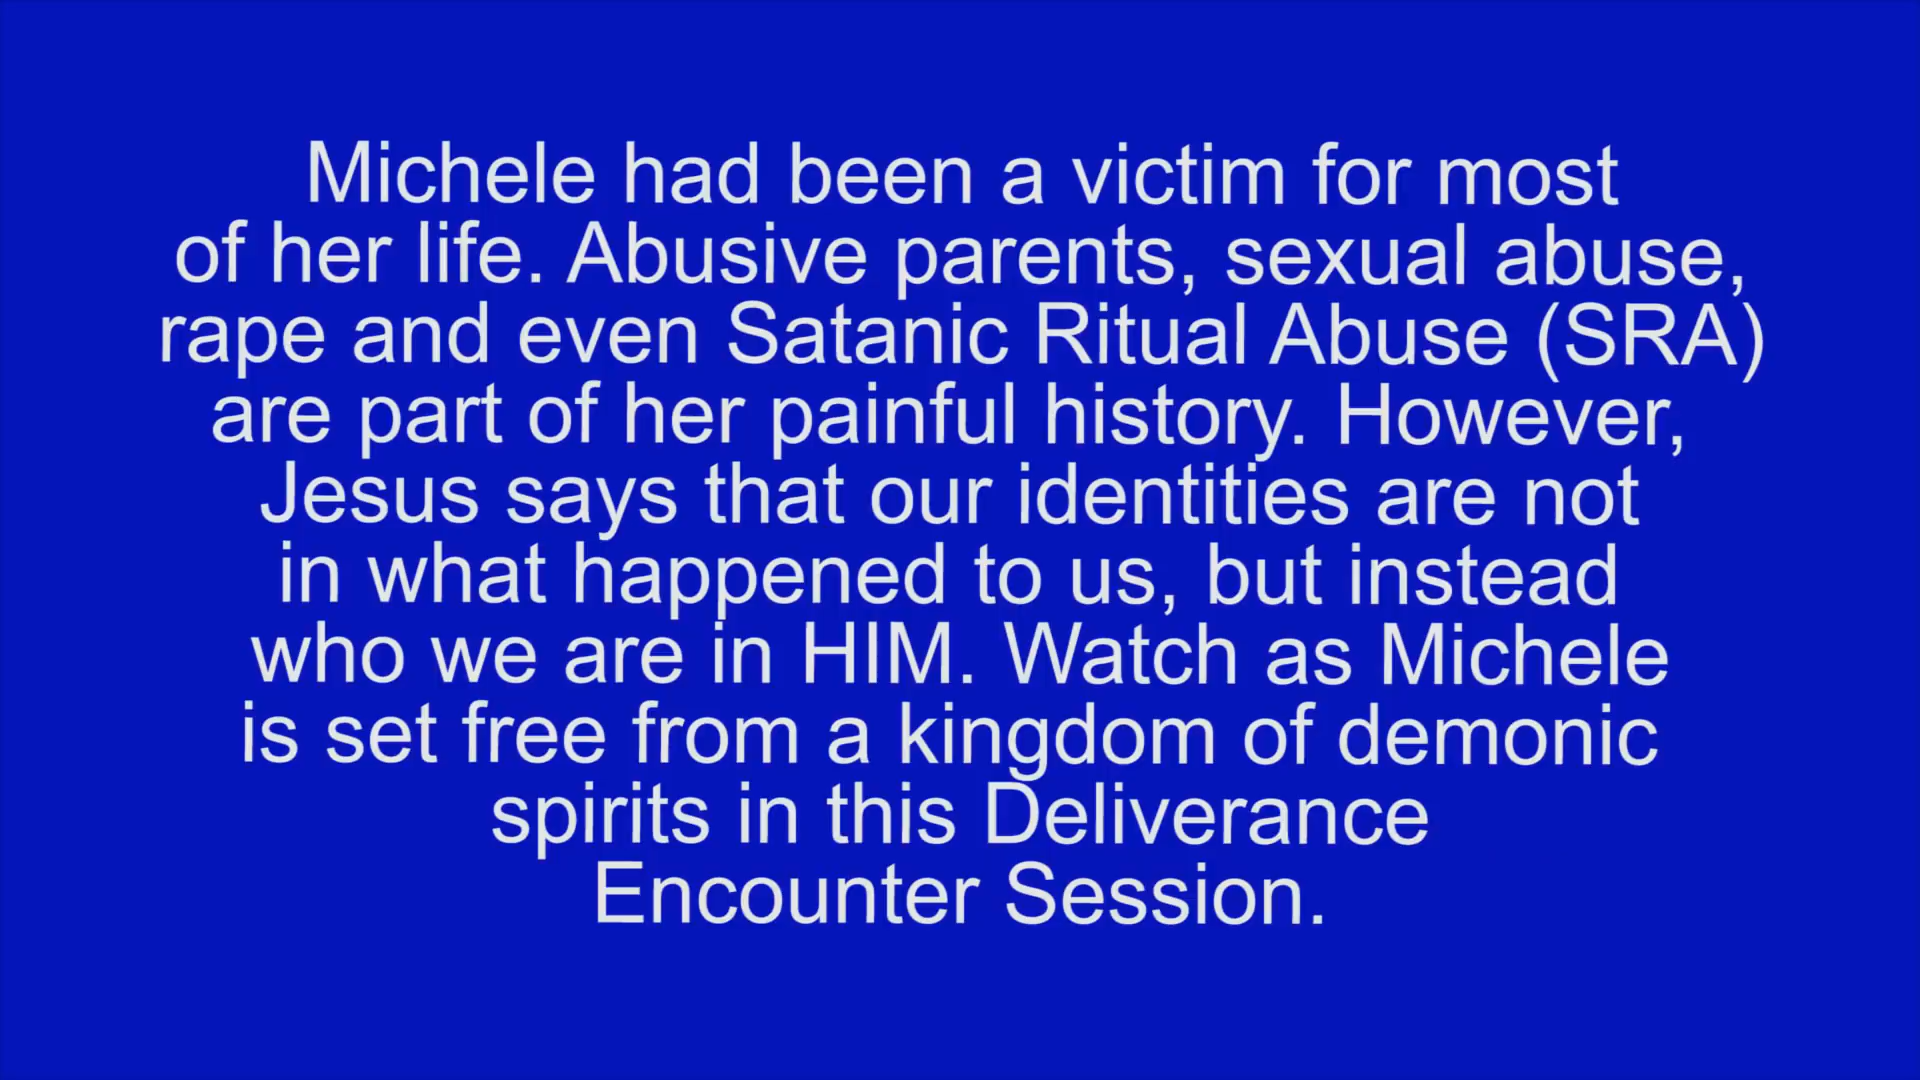 Michele had been a victim for most
of her life. Abusive parents, sexual abuse,
rape and even Satanic Ritual Abuse (SRA)
are part of her painful history. However,
Jesus says that our identities are not
in what happened to us, but instead
who we are in HIM. Watch as Michele
is set free from a kingdom of demonic
spirits in this Deliverance
Encounter Session.